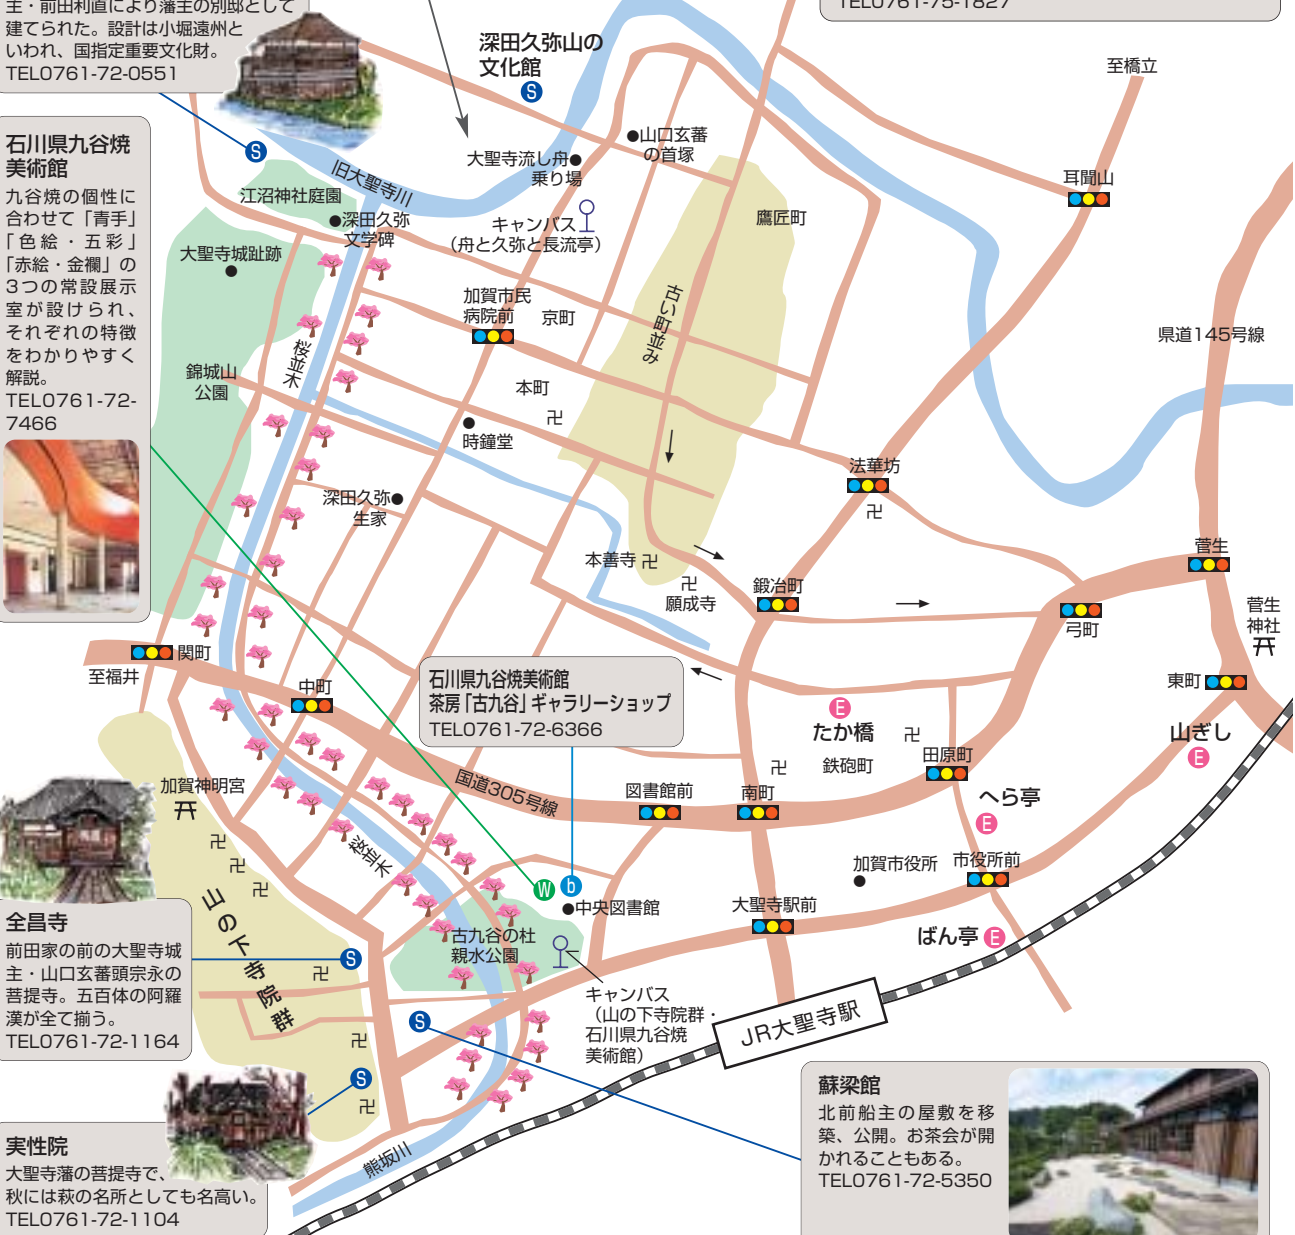 主・前田利直により藩主の別邸として
建てられた。設計は小堀遠州と
いわれ、国指定重要文化財。
TEL0761-72-0551
TEL0761-75-1827
石川県九谷焼
美術館
九谷焼の個性に
合わせて「青手」
「色絵・五彩」
「赤絵・金襴」の
3つの常設展示
室が設けられ、
それぞれの特徴
をわかりやすく
解説。
TEL0761-72-
7466
深田久弥山の
文化館
S
至橋立
山口玄蕃
の首塚
大聖寺流し舟
乗り場
S
旧大聖寺川
江沼神社庭園
深田久弥
文学碑
キャンバス
(舟と久弥と長流亭)
耳聞山
鷹匠町
大聖寺城趾跡
加賀市民
病院前
京町
古い町並み
県道145号線
桜並木
錦城山
公園
本町
卍
時鐘堂
法華坊
卍
深田久弥
生家
本善寺 卍
卍
願成寺
鍛冶町
菅生
弓町
菅生
神社
関町
至福井
中町
石川県九谷焼美術館
茶房「古九谷」ギャラリーショップ
TEL0761-72-6366
東町
E
たか橋
卍
山ぎし
E
田原町
卍
鉄砲町
加賀神明宮
国道305号線
図書館前
南町
へら亭
E
卍
卍
卍
桜並木
加賀市役所
市役所前
W
b
中央図書館
大聖寺駅前
山の下寺院群
古九谷の杜
親水公園
ばん亭 E
全昌寺
前田家の前の大聖寺城
主・山口玄蕃頭宗永の
菩提寺。五百体の阿羅
漢が全て揃う。
TEL0761-72-1164
S
卍
キャンバス
(山の下寺院群・
石川県九谷焼
美術館)
JR大聖寺駅
S
卍
S
卍
実性院
大聖寺藩の菩提寺で、
秋には萩の名所としても名高い。
TEL0761-72-1104
熊坂川
蘇梁館
北前船主の屋敷を移
築、公開。お茶会が開
かれることもある。
TEL0761-72-5350